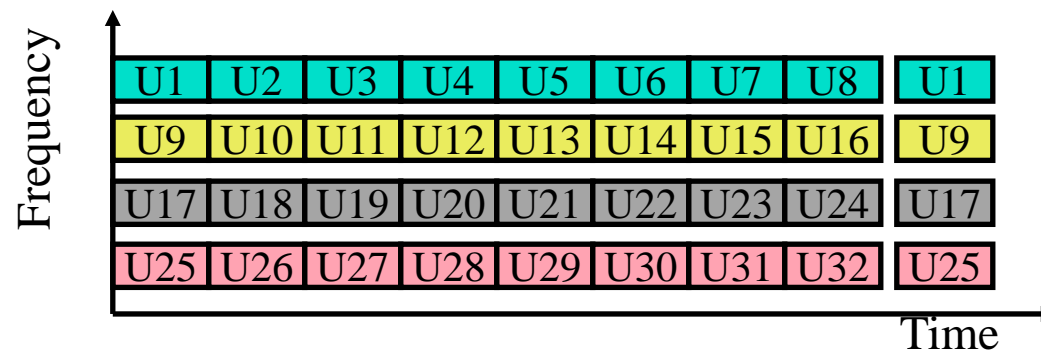 Frequency
U1 U2 U3 U4 U5 U6 U7 U8 U1
U9 U10 U11 U12 U13 U14 U15 U16 U9
U17 U18 U19 U20 U21 U22 U23 U24 U17
U25 U26 U27 U28 U29 U30 U31 U32 U25
Time